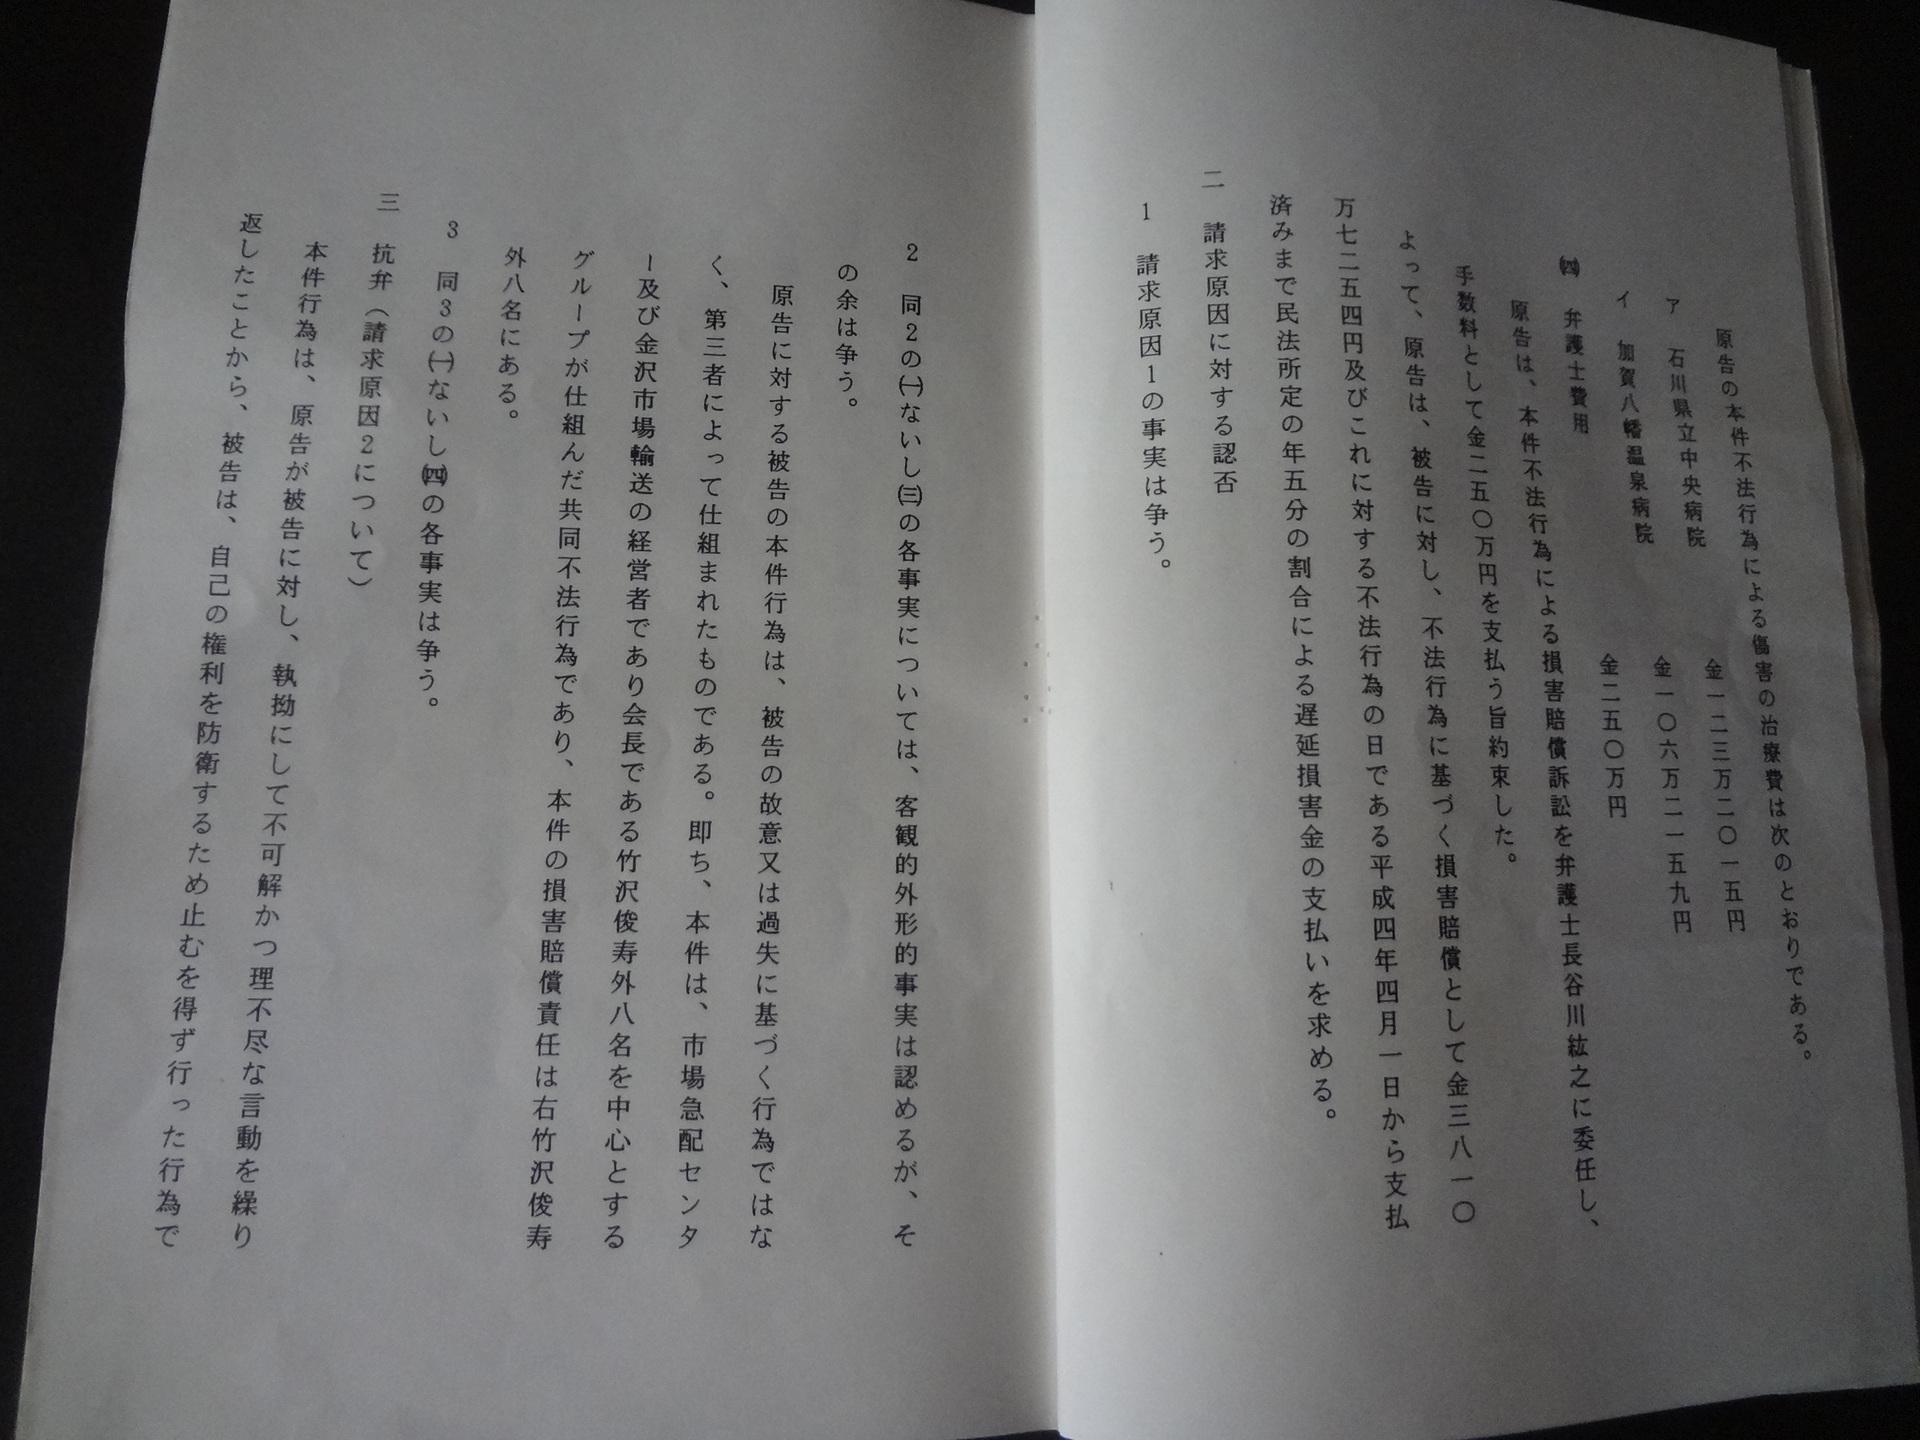 原告の本件不法行為による傷害の治療費は次のとおりである。
ア　石川県立中央病院　　金一二三万二〇一五円
イ　加賀八幡温泉病院　　金一〇六万二一五九円
㈣　弁護士費用　　金二五〇万円
原告は、本件不法行為による損害賠償訴訟を弁護士長谷川紘之に委任し、
手数料として金二五〇万円を支払う旨約束した。
よって、原告は、被告に対し、不法行為に基づく損害賠償として金三八一〇
万七二五四円及びこれに対する不法行為の日である平成四年四月一日から支払
済みまで民法所定の年五分の割合による遅延損害金の支払いを求める。
二　請求原因に対する認否
1　請求原因1の事実は争う。
2　同2の㈠ないし㈢の各事実については、客観的外形的事実は認めるが、そ
の余は争う。
原告に対する被告の本件行為は、被告の故意又は過失に基づく行為ではな
く、第三者によって仕組まれたものである。即ち、本件は、市場急配センタ
ー及び金沢市場輸送の経営者であり会長である竹沢俊寿外八名を中心とする
グループが仕組んだ共同不法行為であり、本件の損害賠償責任は右竹沢俊寿
外八名にある。
3　同3の㈠ないし㈣の各事実は争う。
三　抗弁（請求原因2について）
本件行為は、原告が被告に対し、執拗にして不可解かつ理不尽な言動を繰り
返したことから、被告は、自己の権利を防衛するため止むを得ず行った行為で